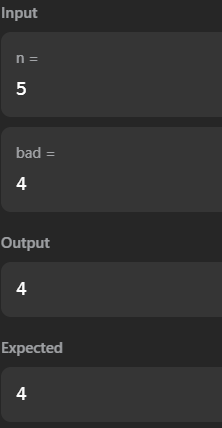 Input
n =
5
bad =
4
Output
4
Expected
4